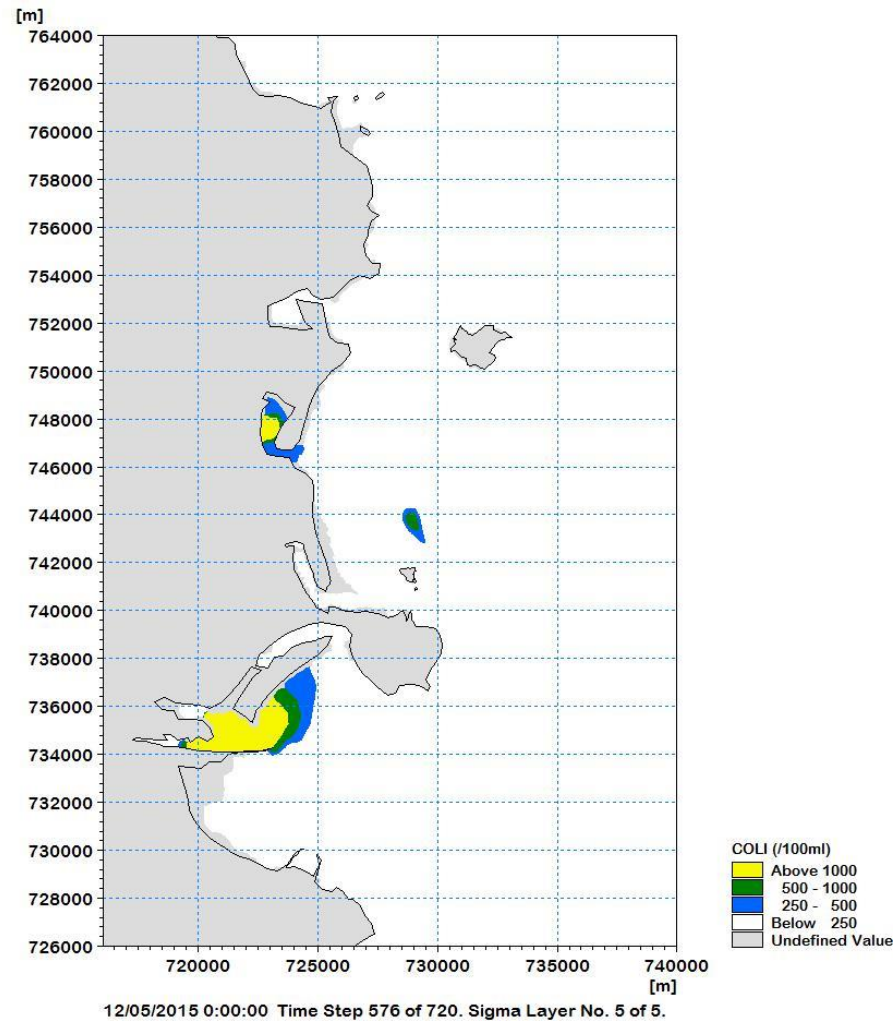 [m]
764000
762000
760000
758000
756000
754000
752000
750000
748000
746000
744000
742000
740000
738000
736000
734000
732000
730000
728000
726000
720000 725000 730000 735000 740000
[m]
COLI (/100ml)
Above 1000
500 - 1000
250 - 500
Below 250
Undefined Value
12/05/2015 0:00:00 Time Step 576 of 720. Sigma Layer No. 5 of 5.